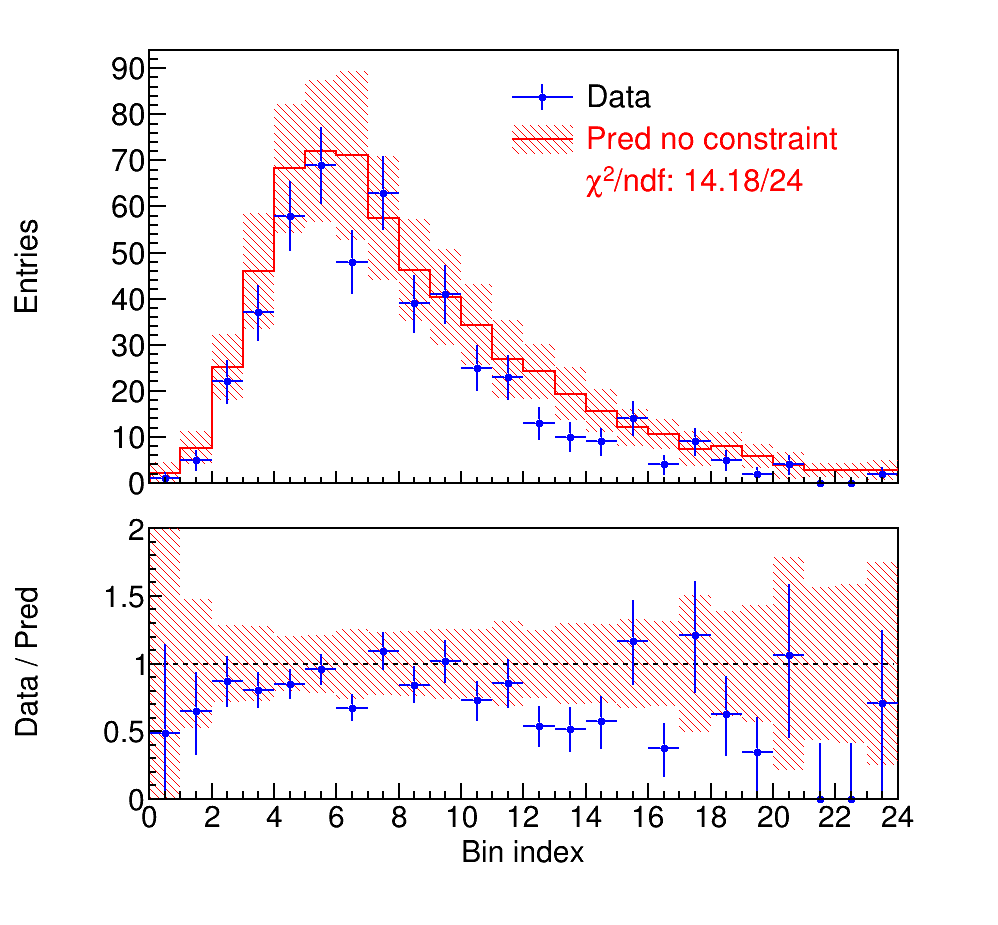 Entries
90
80
70
60
50
40
30
20
10
0
Data
Pred no constraint
χ²/ndf: 14.18/24
Data / Pred
2
1.5
1
0.5
0
0 2 4 6 8 10 12 14 16 18 20 22 24
Bin index